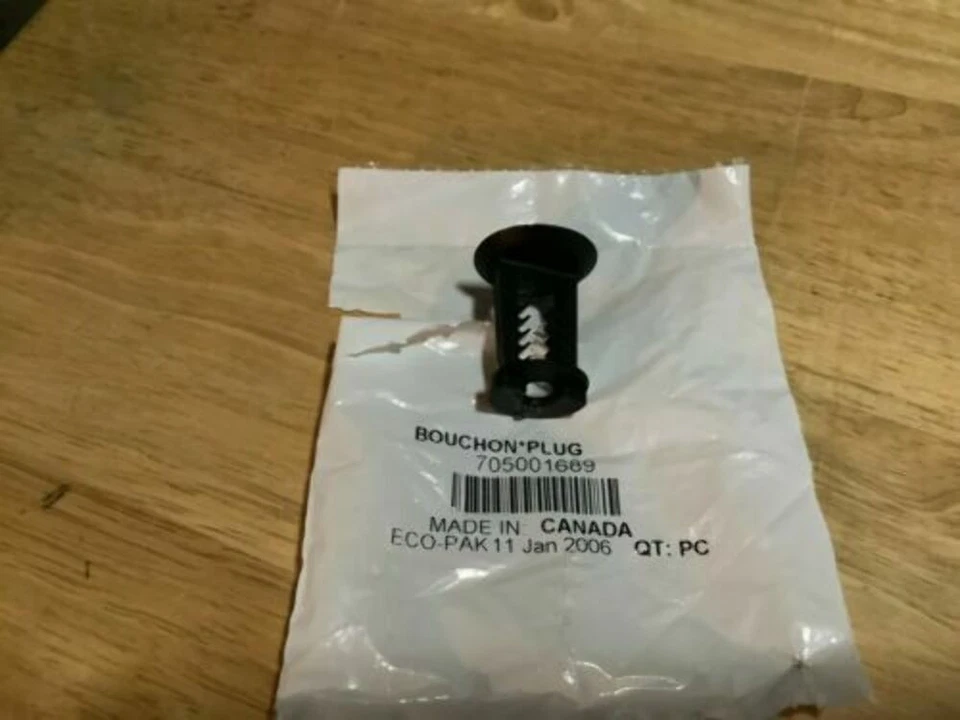 BOUCHON*PLUG
705001689
MADE IN: CANADA
ECO-PAK 11 Jan 2006 QT: PC